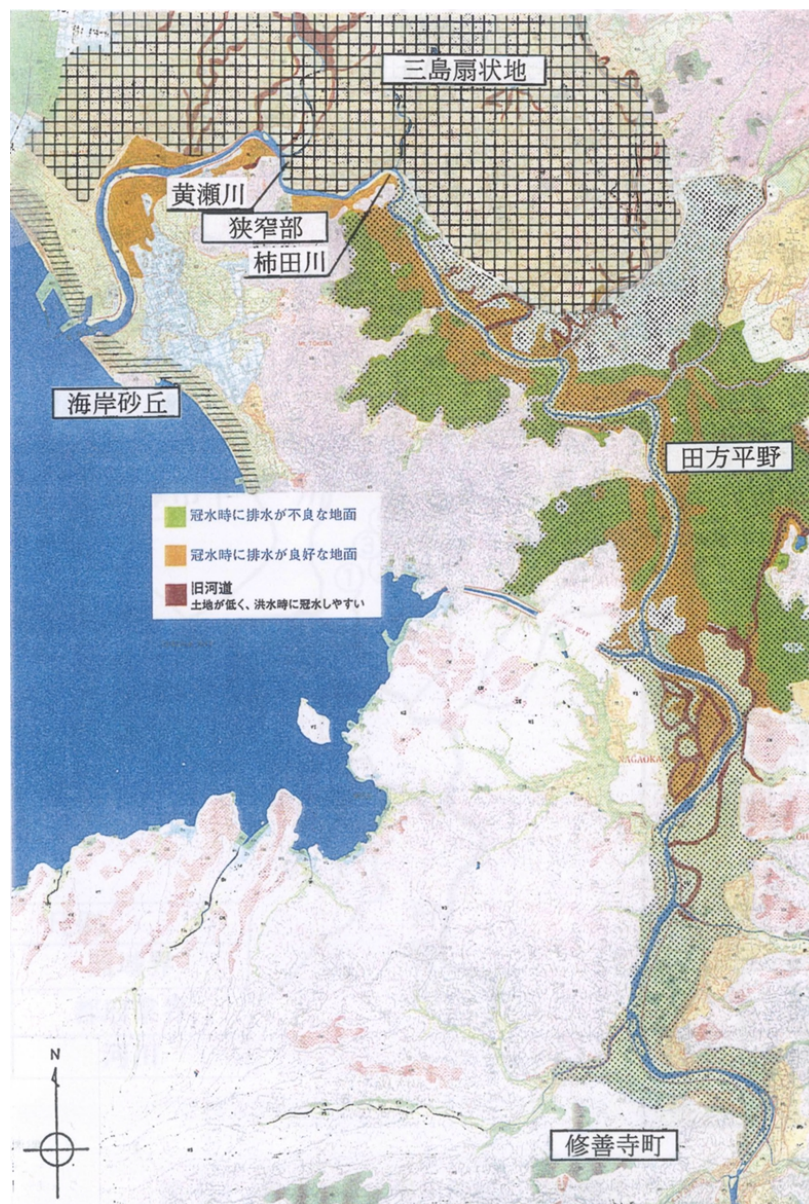 三島扇状地
黄瀬川
狭窄部
柿田川
海岸砂丘
田方平野
冠水時に排水が不良な地面
冠水時に排水が良好な地面
旧河道
土地が低く、洪水時に冠水しやすい
NAGAOKA
N
修善寺町